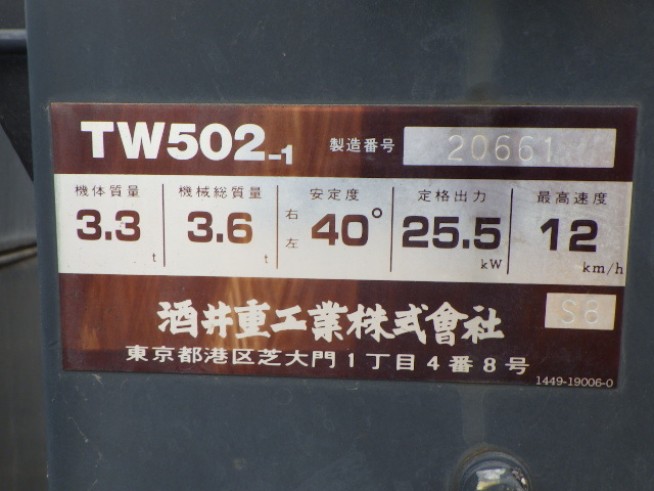 TW502-1 製造番号 20661
機体質量 機械総質量 安定度 定格出力 最高速度
3.3 t 3.6 t 右 左 40° 25.5 kW 12 km/h
酒井重工業株式會社 S8
東京都港区芝大門1丁目4番8号
1449-19006-0